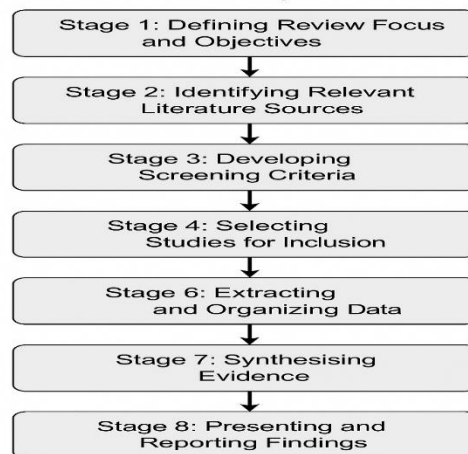 Stage 1: Defining Review Focus
and Objectives
Stage 2: Identifying Relevant
Literature Sources
Stage 3: Developing
Screening Criteria
Stage 4: Selecting
Studies for Inclusion
Stage 6: Extracting
and Organizing Data
Stage 7: Synthesising
Evidence
Stage 8: Presenting and
Reporting Findings